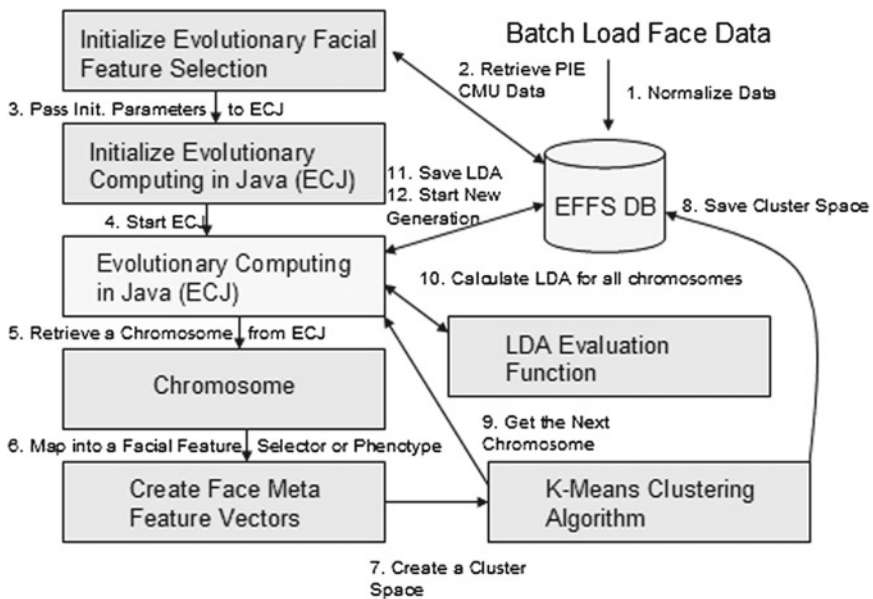 Initialize Evolutionary Facial
Feature Selection
Batch Load Face Data
2. Retrieve PIE
CMU Data
1. Normalize Data
3. Pass Init. Parameters to ECJ
Initialize Evolutionary
Computing in Java (ECJ)
11. Save LDA
12. Start New
Generation
EFFS DB
8. Save Cluster Space
4. Start ECJ
Evolutionary Computing
in Java (ECJ)
10. Calculate LDA for all chromosomes
5. Retrieve a Chromosome from ECJ
LDA Evaluation
Function
Chromosome
9. Get the Next
Chromosome
6. Map into a Facial Feature Selector or Phenotype
Create Face Meta
Feature Vectors
K-Means Clustering
Algorithm
7. Create a Cluster
Space